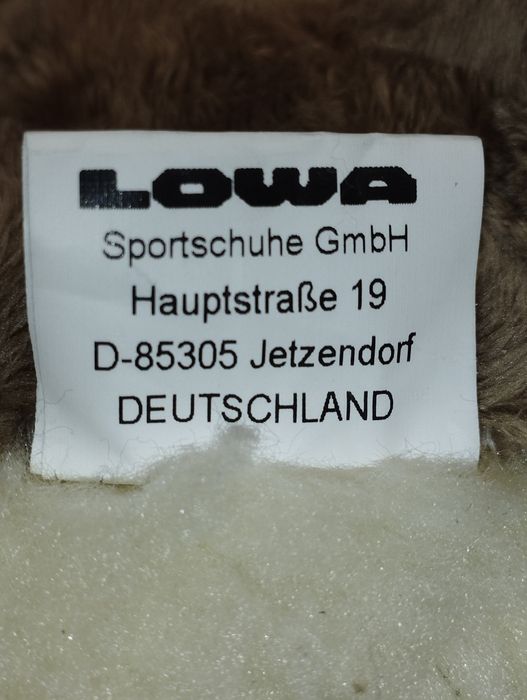 LOWA
Sportschuhe GmbH
Hauptstraße 19
D-85305 Jetzendorf
DEUTSCHLAND